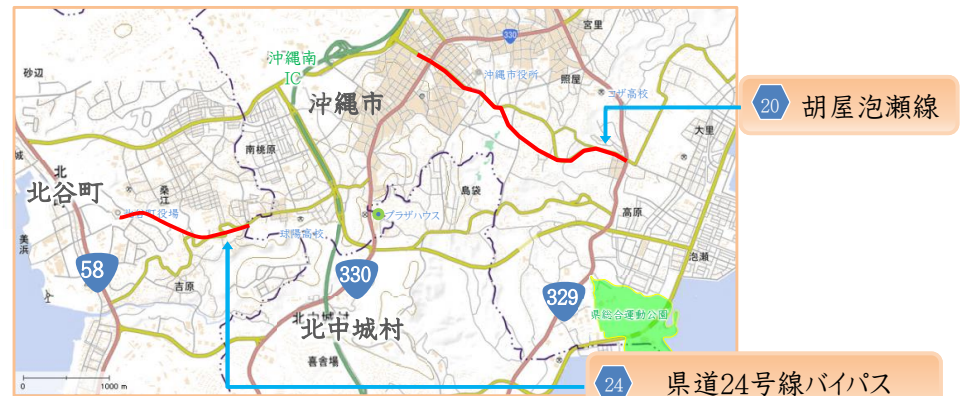 330
宮里
330
沖縄南
IC
砂辺
沖縄市役所
照屋
コザ高校
沖縄市
20 胡屋泡瀬線
大里
城
南桃原
北
北谷町
桑江
北谷町役場
島袋
プラザハウス
球陽高校
高原
美浜
泡瀬
58
吉原
330
329
県総合運動公園
北中城村
喜舎場
0
1000 m
24 県道24号線バイパス